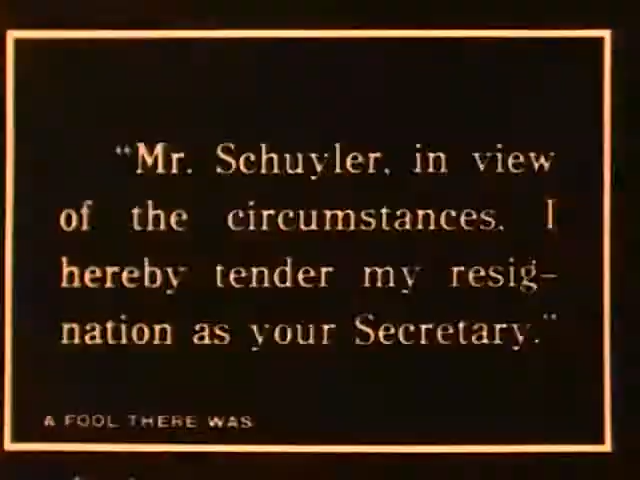 "Mr. Schuyler, in view
of the circumstances, I
hereby tender my resig-
nation as your Secretary."
A FOOL THERE WAS